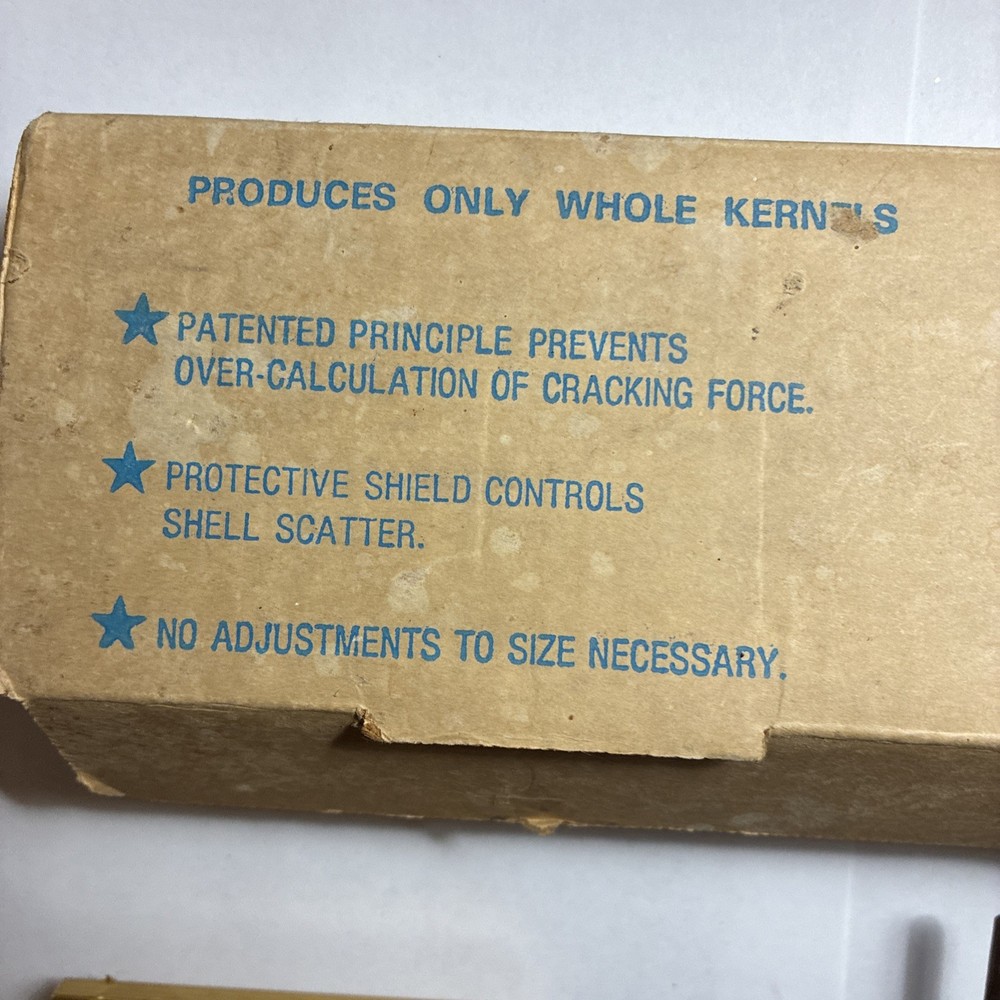 PRODUCES ONLY WHOLE KERNELS
PATENTED PRINCIPLE PREVENTS
OVER-CALCULATION OF CRACKING FORCE.
PROTECTIVE SHIELD CONTROLS
SHELL SCATTER.
NO ADJUSTMENTS TO SIZE NECESSARY.